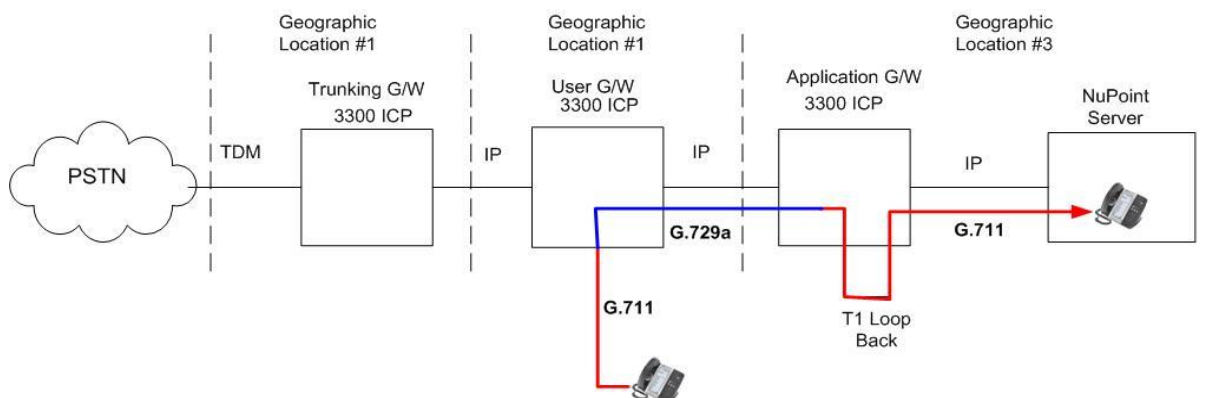 Geographic
Location #1
Geographic
Location #1
Geographic
Location #3
Trunking G/W
3300 ICP
User G/W
3300 ICP
Application G/W
3300 ICP
NuPoint
Server
PSTN
TDM
IP
IP
IP
G.729a
G.711
G.711
T1 Loop
Back